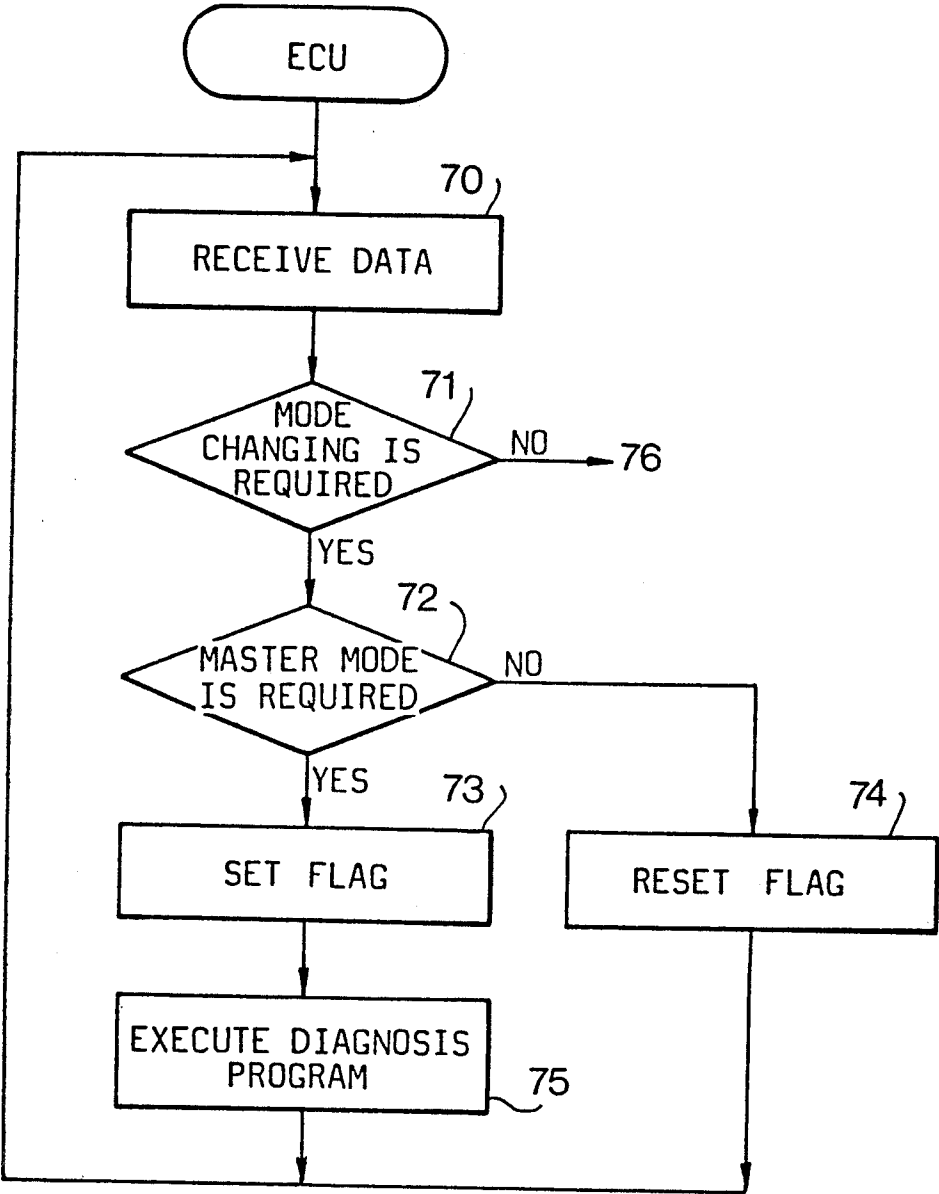 ECU
70
RECEIVE DATA
71
MODE
CHANGING IS
REQUIRED
NO
76
YES
72
MASTER MODE
IS REQUIRED
NO
YES
73
SET FLAG
74
RESET FLAG
EXECUTE DIAGNOSIS
PROGRAM
75